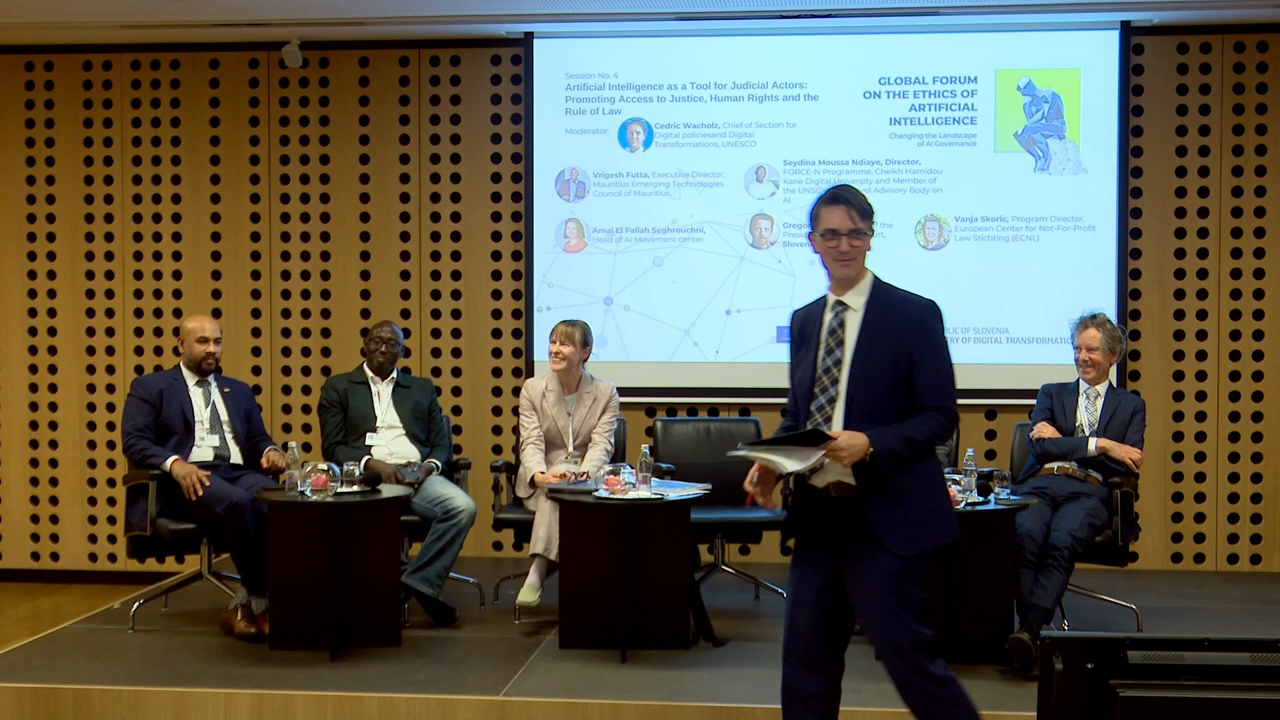 Session No. 4
Artificial Intelligence as a Tool for Judicial Actors:
Promoting Access to Justice, Human Rights and the
Rule of Law
GLOBAL FORUM
ON THE ETHICS OF
ARTIFICIAL
INTELLIGENCE
Changing the Landscape
of AI Governance
Moderator:
Cedric Wacholz, Chief of Section for
Digital policiesand Digital
Transformations, UNESCO
Vrigesh Futta, Executive Director,
Mauritius Emerging Technologies
Council of Mauritius
Seydina Moussa Ndiaye, Director,
FORCE-N Programme, Cheikh Hamidou
Kane Digital University and Member of
the
Advisory Body on
AI
Amal El Fallah Seghrouchni,
Head of AI Movement center
of the
Vanja Skoric, Program Director,
European Center for Not-For-Profit
Law Stichting (ECNL)
OF SLOVENIA
OF DIGITAL